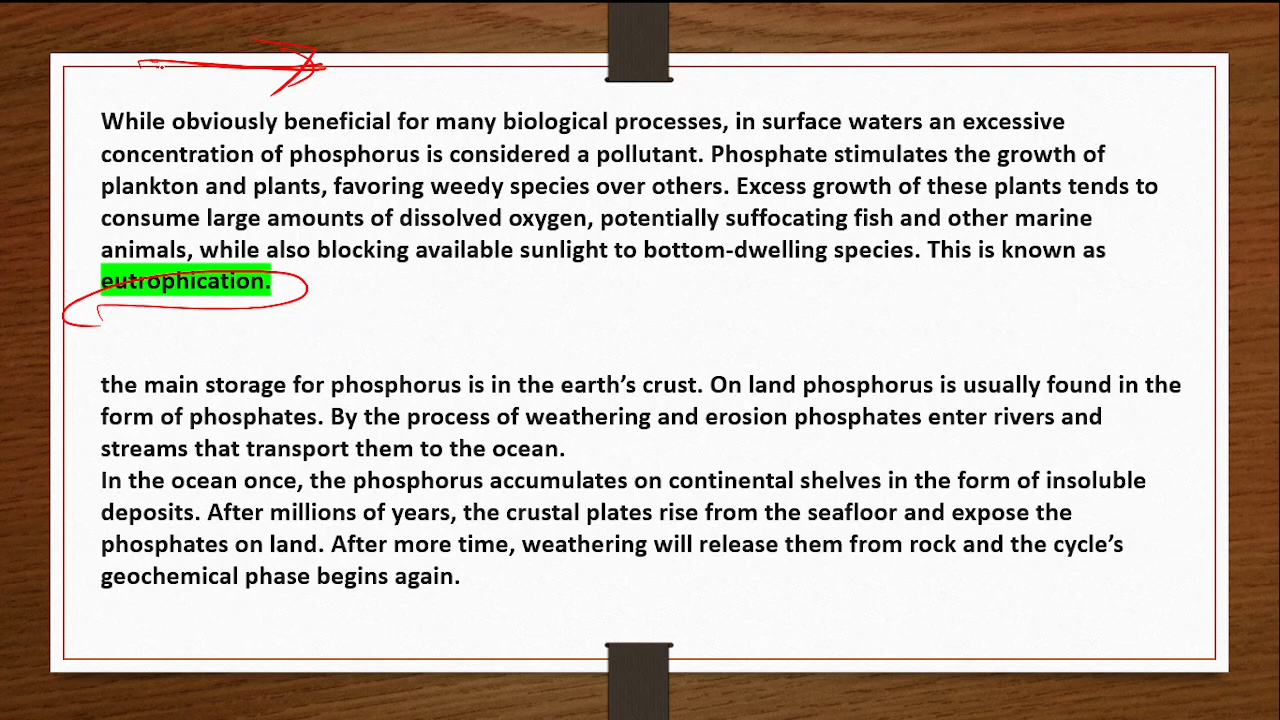 While obviously beneficial for many biological processes, in surface waters an excessive
concentration of phosphorus is considered a pollutant. Phosphate stimulates the growth of
plankton and plants, favoring weedy species over others. Excess growth of these plants tends to
consume large amounts of dissolved oxygen, potentially suffocating fish and other marine
animals, while also blocking available sunlight to bottom-dwelling species. This is known as
eutrophication.
the main storage for phosphorus is in the earth’s crust. On land phosphorus is usually found in the
form of phosphates. By the process of weathering and erosion phosphates enter rivers and
streams that transport them to the ocean.
In the ocean once, the phosphorus accumulates on continental shelves in the form of insoluble
deposits. After millions of years, the crustal plates rise from the seafloor and expose the
phosphates on land. After more time, weathering will release them from rock and the cycle’s
geochemical phase begins again.